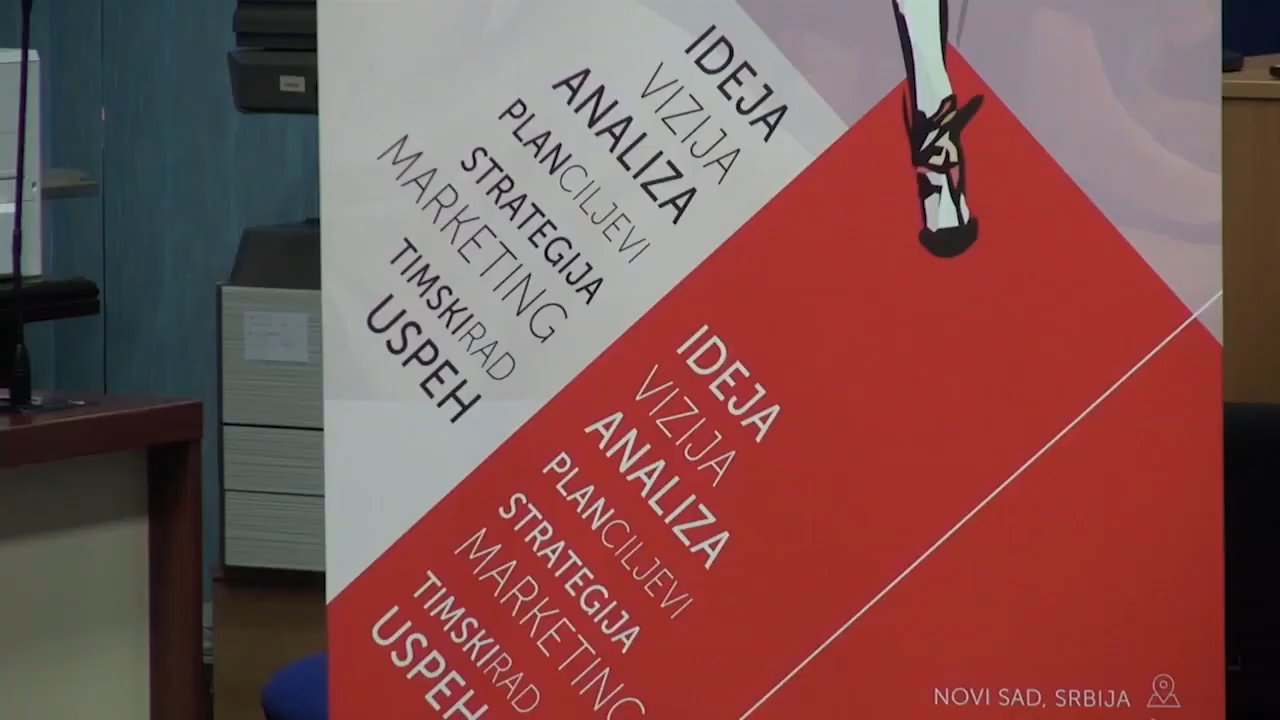 IDEJA
VIZIJA
ANALIZA
PLANCILJEVI
STRATEGIJA
MARKETING
TIMSKIRAD
USPEH
IDEJA
VIZIJA
ANALIZA
PLANCILJEVI
STRATEGIJA
MARKETING
TIMSKIRAD
USPEH
NOVI SAD, SRBIJA